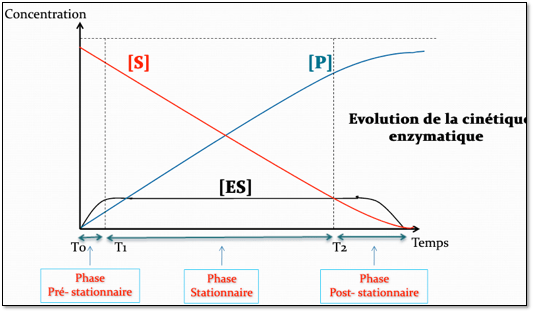 Concentration
[S]
[P]
Evolution de la cinétique
enzymatique
[ES]
T0
T1
T2
Temps
Phase
Pré- stationnaire
Phase
Stationnaire
Phase
Post- stationnaire